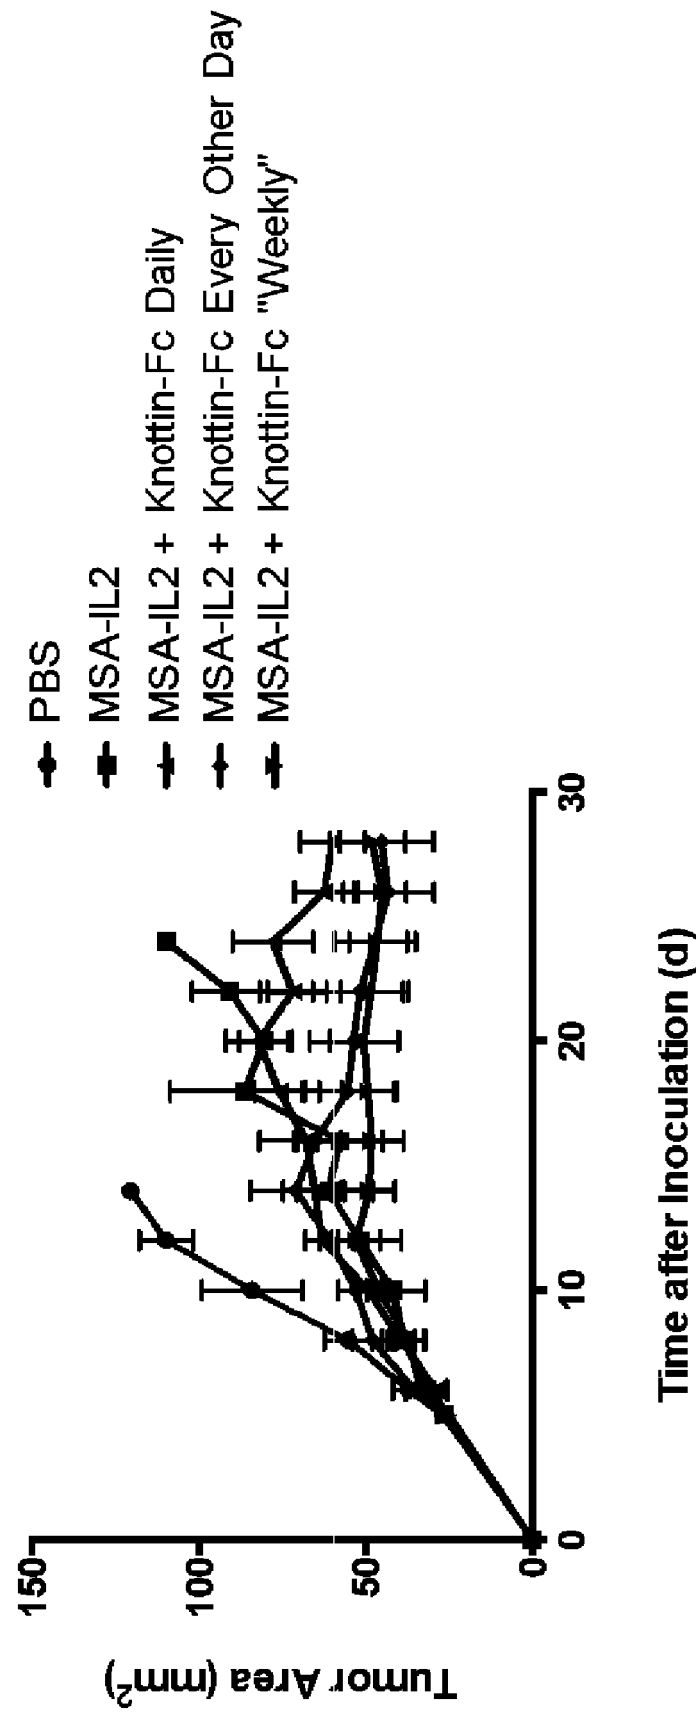 PBS
MSA-IL2
MSA-IL2 + Knottin-Fc Daily
MSA-IL2 + Knottin-Fc Every Other Day
MSA-IL2 + Knottin-Fc "Weekly"
Tumor Area (mm²)
150
100
50
0
0
10
20
30
Time after Inoculation (d)